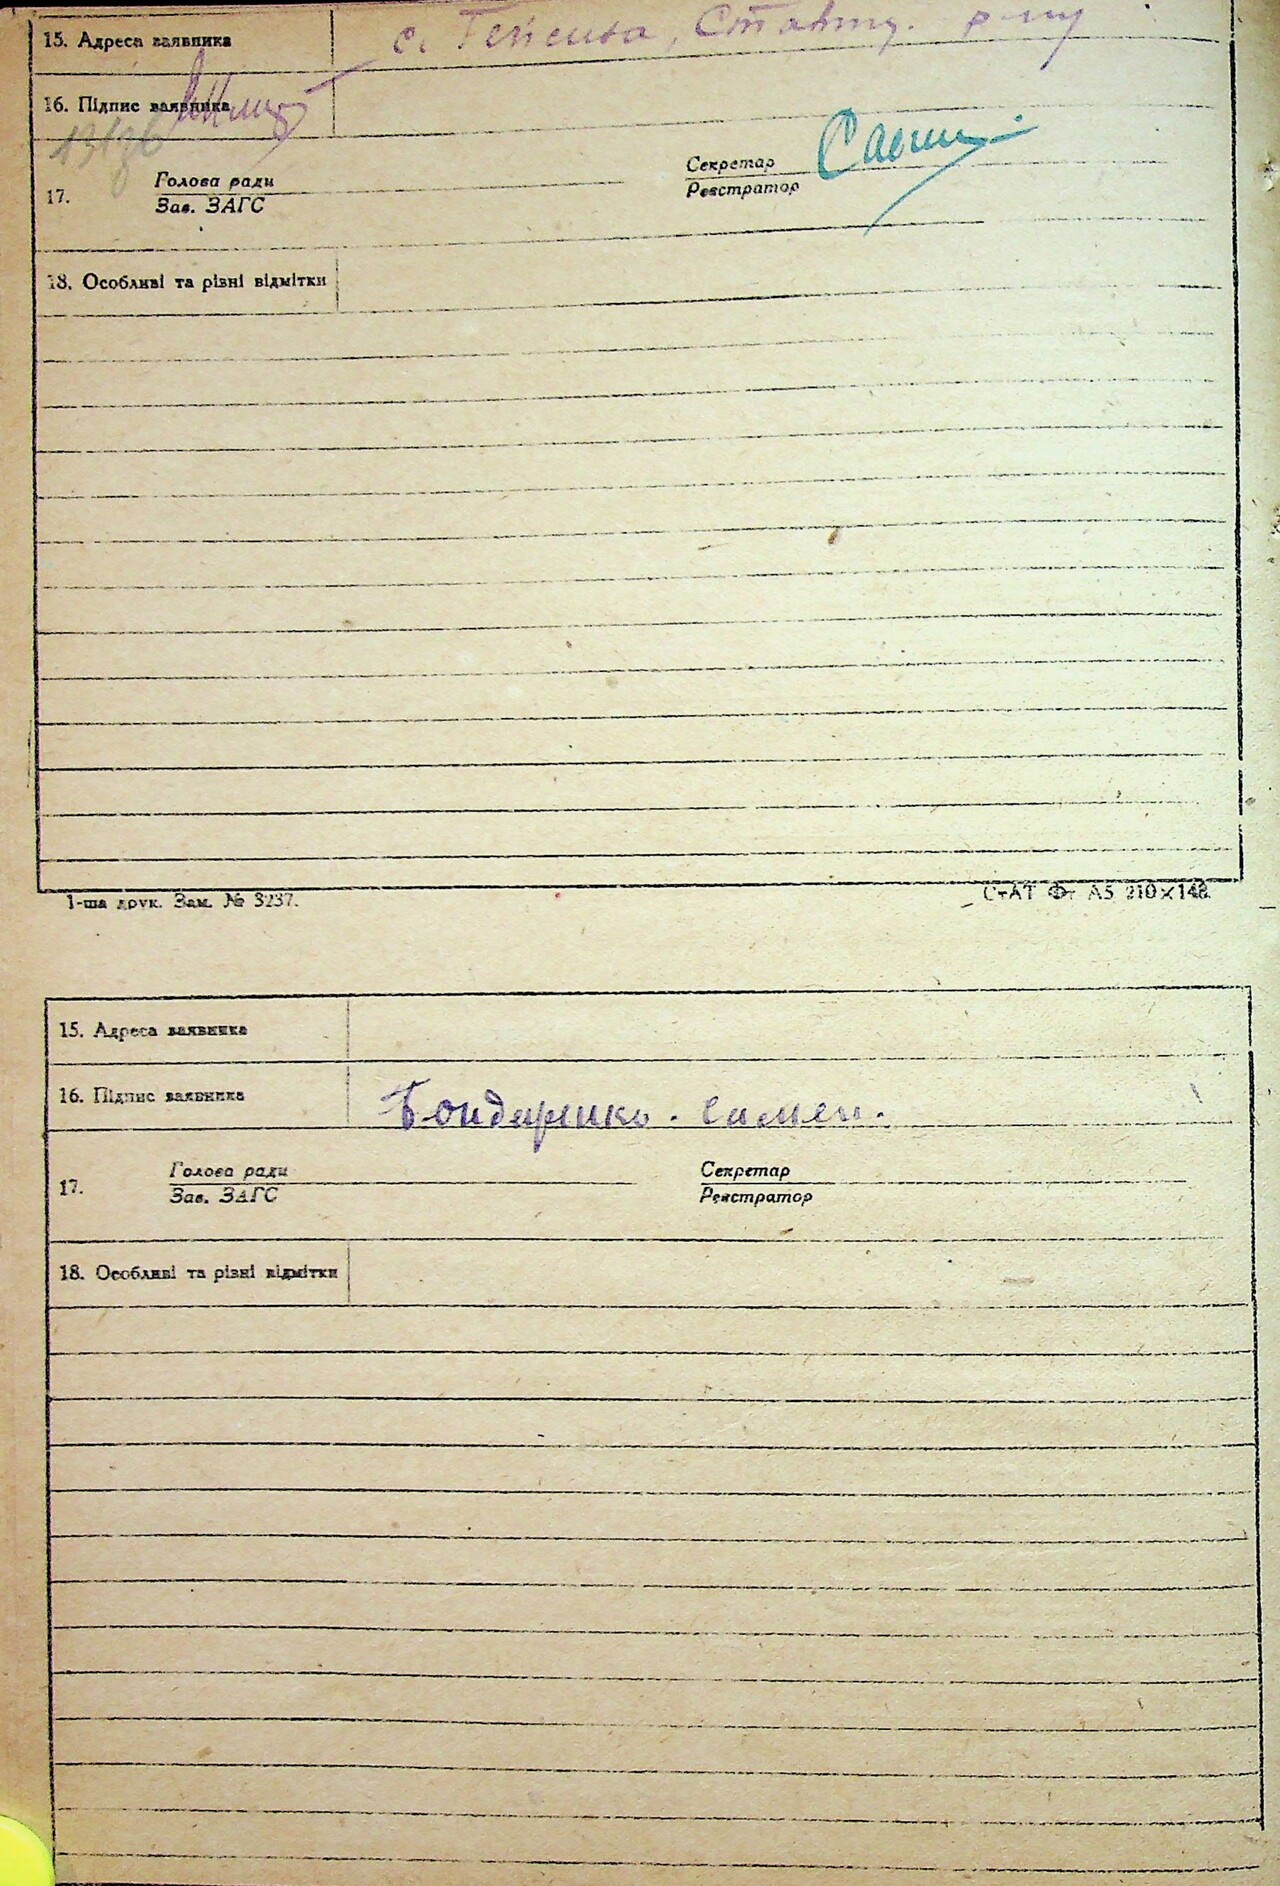 15. Адреса заявника с. Гейсиха, Ставищ. р-ну
16. Підпис заявника
17. Голова ради Секретар
Зав. ЗАГС Реєстратор
18. Особливі та різні відмітки
1-ша друк. Зам. № 3237. СтАТ Фт А5 210×148
15. Адреса заявника
16. Підпис заявника Бондаренко. Симен.
17. Голова ради Секретар
Зав. ЗАГС Реєстратор
18. Особливі та різні відмітки